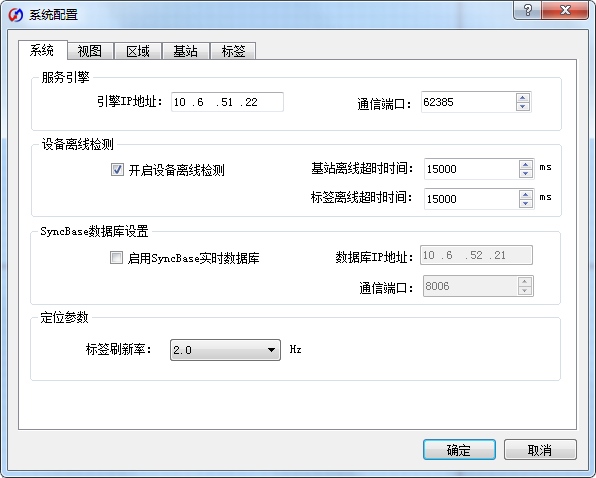 系统配置
系统 视图 区域 基站 标签
服务引擎
引擎IP地址: 10 .6 .51 .22 通信端口: 62385
设备离线检测
开启设备离线检测 基站离线超时时间: 15000 ms
标签离线超时时间: 15000 ms
SyncBase数据库设置
启用SyncBase实时数据库 数据库IP地址: 10 .6 .52 .21
通信端口: 8006
定位参数
标签刷新率: 2.0 Hz
确定 取消